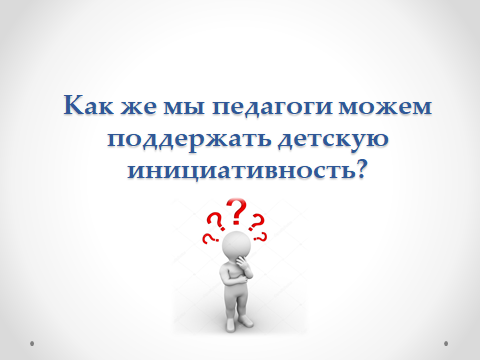 Как же мы педагоги можем
поддержать детскую
инициативность?
? ? ? ? ?